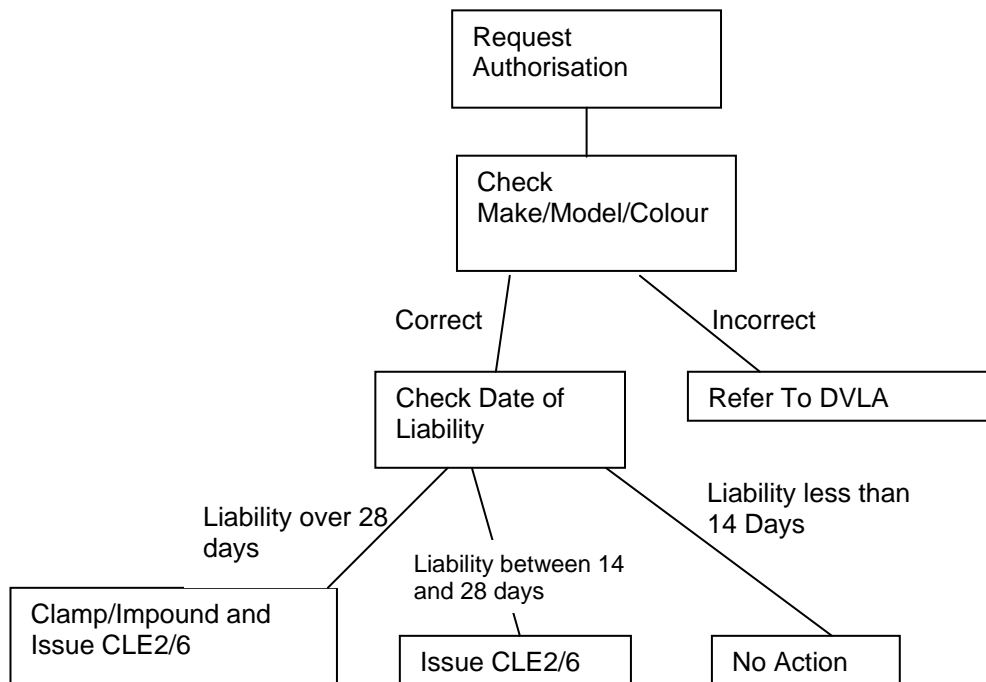 Request
Authorisation
Check
Make/Model/Colour
Correct
Incorrect
Check Date of
Liability
Refer To DVLA
Liability over 28
days
Liability between 14
and 28 days
Liability less than
14 Days
Clamp/Impound and
Issue CLE2/6
Issue CLE2/6
No Action